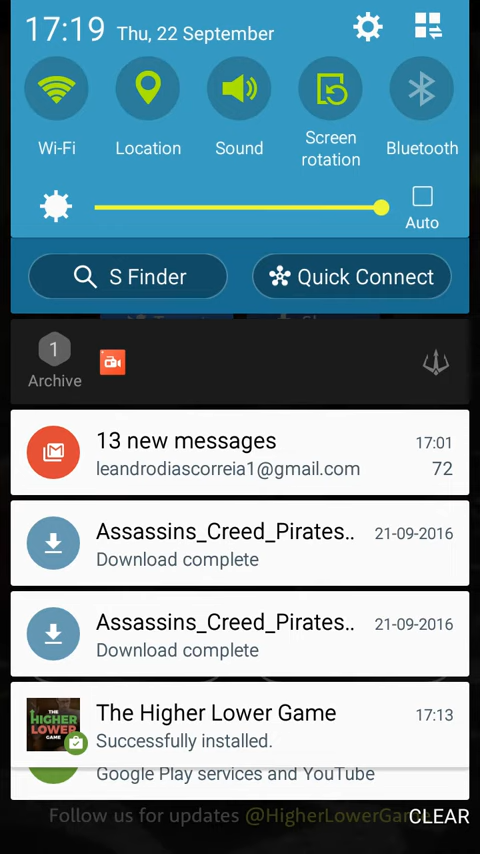 17:19 Thu, 22 September
Wi-Fi
Location
Sound
Screen
rotation
Bluetooth
Auto
S Finder
Quick Connect
1
Archive
13 new messages 17:01
leandrodiascorreia1@gmail.com 72
Assassins_Creed_Pirates.. 21-09-2016
Download complete
Assassins_Creed_Pirates.. 21-09-2016
Download complete
THE
HIGHER
LOWER
GAME
The Higher Lower Game 17:13
Successfully installed.
Google Play services and YouTube
Follow us for updates @HigherLowerGame
CLEAR